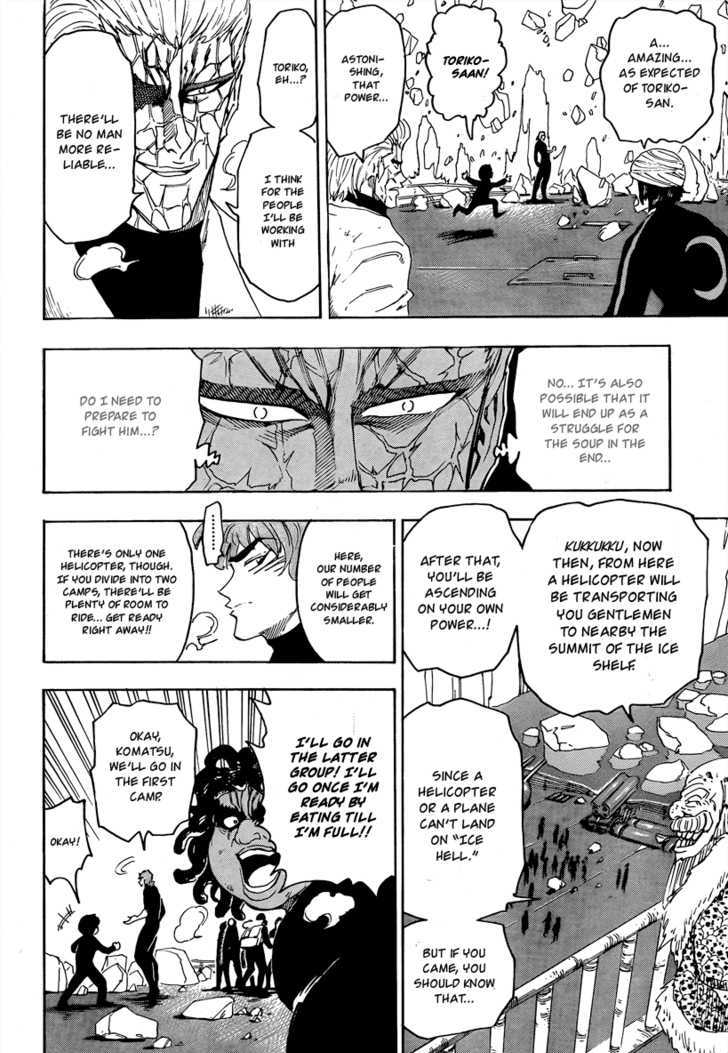 A...
AMAZING...
AS EXPECTED
OF TORIKO-
SAN.
TORIKO-
SAAN!
ASTONI-
SHING,
THAT
POWER...
TORIKO,
EH...?
I THINK
FOR THE
PEOPLE
I'LL BE
WORKING
WITH
THERE'LL
BE NO MAN
MORE RE-
LIABLE...
NO... IT'S ALSO
POSSIBLE THAT IT
WILL END UP AS A
STRUGGLE FOR
THE SOUP IN THE
END...
DO I NEED TO
PREPARE TO
FIGHT HIM...?
KUKKUKKU, NOW
THEN, FROM HERE
A HELICOPTER WILL
BE TRANSPORTING
YOU GENTLEMEN
TO NEARBY THE
SUMMIT OF THE ICE
SHELF.
AFTER THAT,
YOU'LL BE
ASCENDING
ON YOUR OWN
POWER...!
SINCE A
HELICOPTER
OR A PLANE
CAN'T LAND
ON "ICE
HELL."
BUT IF YOU
CAME, YOU
SHOULD KNOW
THAT...
HERE,
OUR NUMBER
OF PEOPLE
WILL GET
CONSIDERABLY
SMALLER.
........
THERE'S ONLY ONE
HELICOPTER, THOUGH.
IF YOU DIVIDE INTO TWO
CAMPS, THERE'LL BE
PLENTY OF ROOM TO
RIDE... GET READY
RIGHT AWAY!!
I'LL GO IN
THE LATTER
GROUP! I'LL
GO ONCE I'M
READY BY
EATING TILL
I'M FULL!!
OKAY,
KOMATSU,
WE'LL GO IN
THE FIRST
CAMP.
OKAY!